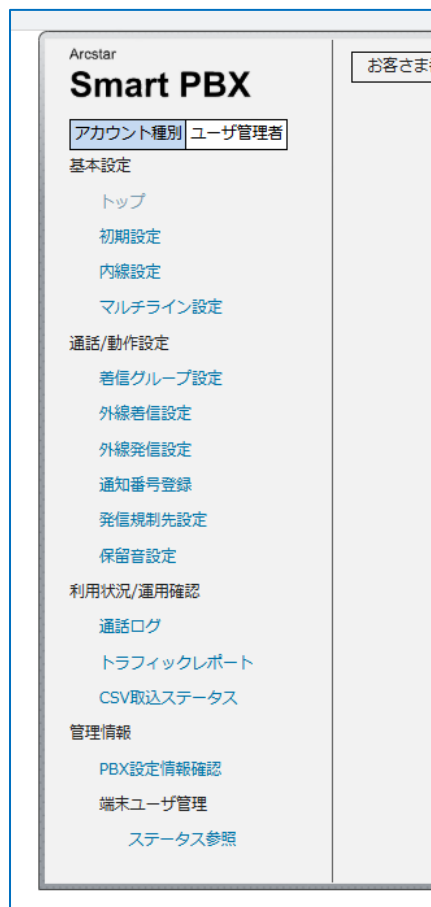 Arcstar
Smart PBX
アカウント種別 ユーザ管理者
お客さま
基本設定
トップ
初期設定
内線設定
マルチライン設定
通話/動作設定
着信グループ設定
外線着信設定
外線発信設定
通知番号登録
発信規制先設定
保留音設定
利用状況/運用確認
通話ログ
トラフィックレポート
CSV取込ステータス
管理情報
PBX設定情報確認
端末ユーザ管理
ステータス参照